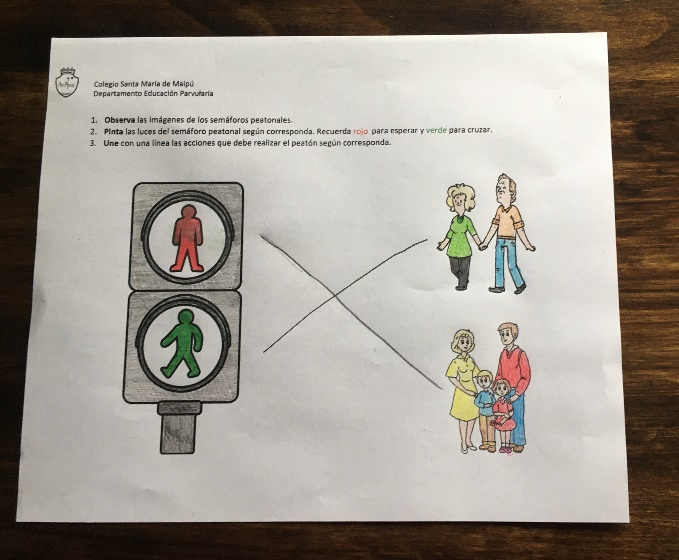 Colegio Santa María de Maipú
Departamento Educación Parvularia
1. Observa las imágenes de los semáforos peatonales.
2. Pinta las luces del semáforo peatonal según corresponda. Recuerda rojo para esperar y verde para cruzar.
3. Une con una línea las acciones que debe realizar el peatón según corresponda.